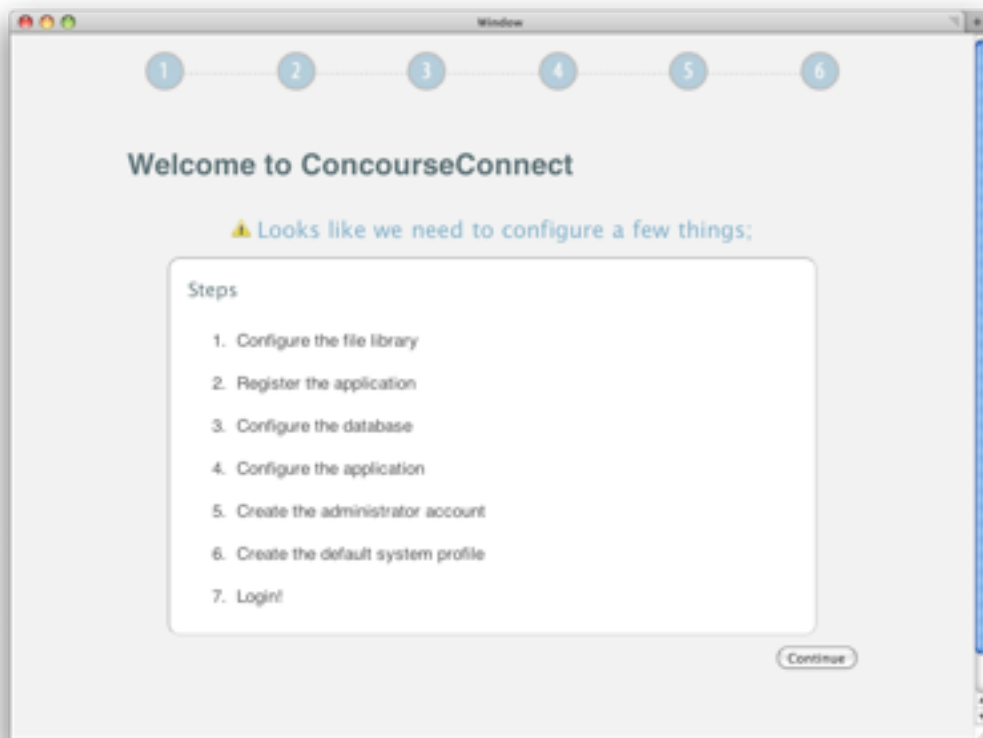 Window
1 2 3 4 5 6
Welcome to ConcourseConnect
Looks like we need to configure a few things;
Steps
1. Configure the file library
2. Register the application
3. Configure the database
4. Configure the application
5. Create the administrator account
6. Create the default system profile
7. Login!
Continue